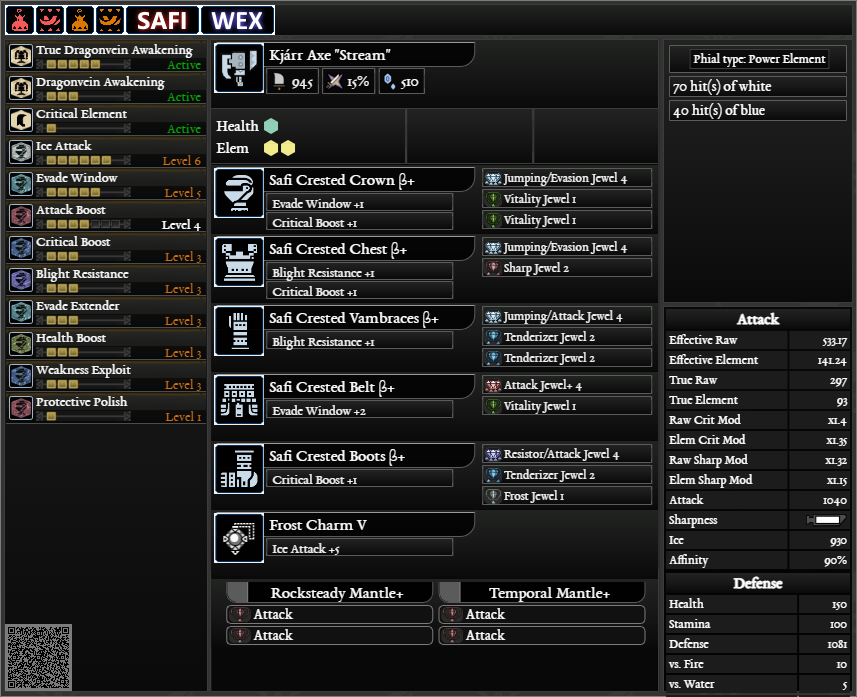 SAFI WEX
True Dragonvein Awakening
Active
Dragonvein Awakening
Active
Critical Element
Active
Ice Attack
Level 6
Evade Window
Level 5
Attack Boost
Level 4
Critical Boost
Level 3
Blight Resistance
Level 3
Evade Extender
Level 3
Health Boost
Level 3
Weakness Exploit
Level 3
Protective Polish
Level 1
Kjárr Axe "Stream"
945 15% 510
Health
Elem
Safi Crested Crown β+
Evade Window +1
Critical Boost +1
Jumping/Evasion Jewel 4
Vitality Jewel 1
Vitality Jewel 1
Safi Crested Chest β+
Blight Resistance +1
Critical Boost +1
Jumping/Evasion Jewel 4
Sharp Jewel 2
Safi Crested Vambraces β+
Blight Resistance +1
Jumping/Attack Jewel 4
Tenderizer Jewel 2
Tenderizer Jewel 2
Safi Crested Belt β+
Evade Window +2
Attack Jewel+ 4
Vitality Jewel 1
Safi Crested Boots β+
Critical Boost +1
Resistor/Attack Jewel 4
Tenderizer Jewel 2
Frost Jewel 1
Frost Charm V
Ice Attack +5
Rocksteady Mantle+
Attack
Attack
Temporal Mantle+
Attack
Attack
Phial type: Power Element
70 hit(s) of white
40 hit(s) of blue
Attack
Effective Raw 533.17
Effective Element 141.24
True Raw 297
True Element 93
Raw Crit Mod x1.4
Elem Crit Mod x1.35
Raw Sharp Mod x1.32
Elem Sharp Mod x1.15
Attack 1040
Sharpness
Ice 930
Affinity 90%
Defense
Health 150
Stamina 100
Defense 1081
vs. Fire 10
vs. Water 5